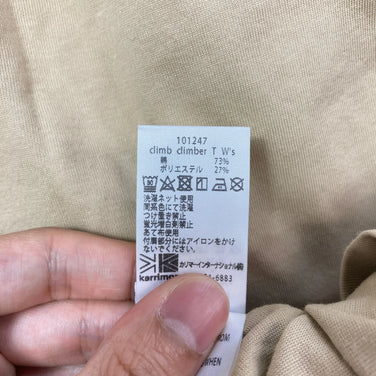 101247
climb climber T W's
綿 73%
ポリエステル 27%
洗濯ネット使用
同系色にて洗濯
つけ置き禁止
蛍光増白剤禁止
あて布使用
付属部分にはアイロンをかけ
ないでください。
カリマーインターナショナル㈱
karrimor
-6883
WHEN